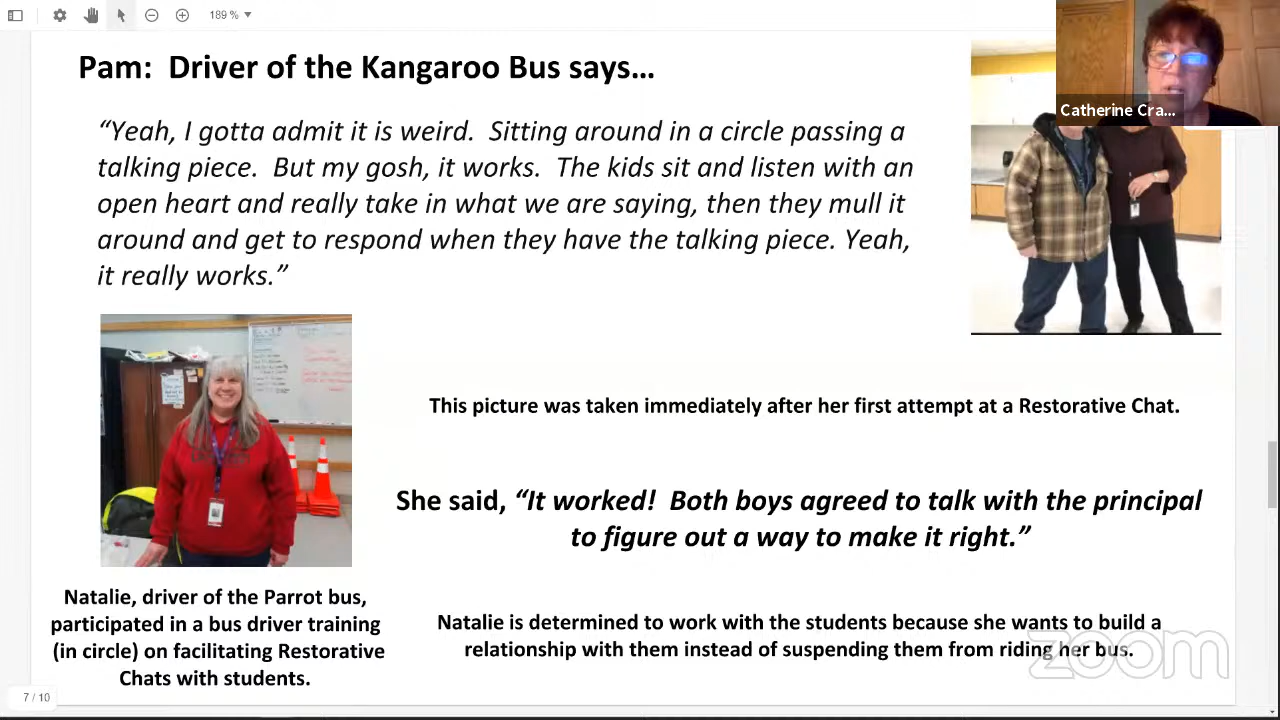 189 %
Pam:  Driver of the Kangaroo Bus says…
Catherine Cra...
“Yeah, I gotta admit it is weird.  Sitting around in a circle passing a
talking piece.  But my gosh, it works.  The kids sit and listen with an
open heart and really take in what we are saying, then they mull it
around and get to respond when they have the talking piece. Yeah,
it really works.”
This picture was taken immediately after her first attempt at a Restorative Chat.
She said, “It worked!  Both boys agreed to talk with the principal
to figure out a way to make it right.”
Natalie, driver of the Parrot bus,
participated in a bus driver training
(in circle) on facilitating Restorative
Chats with students.
Natalie is determined to work with the students because she wants to build a
relationship with them instead of suspending them from riding her bus.
zoom
7 / 10